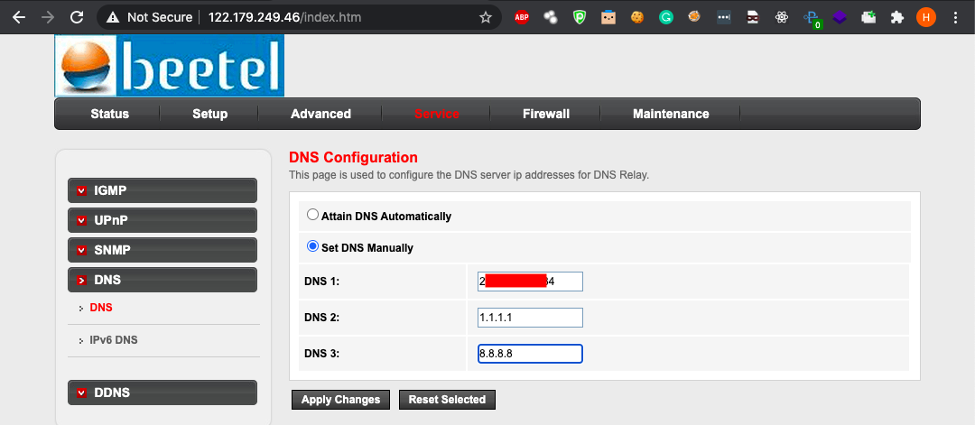 Not Secure | 122.179.249.46/index.htm ABP 0 H
beetel
Status Setup Advanced Service Firewall Maintenance
DNS Configuration
This page is used to configure the DNS server ip addresses for DNS Relay.
IGMP
UPnP
SNMP
DNS
DNS
IPv6 DNS
DDNS
Attain DNS Automatically
Set DNS Manually
DNS 1: 2 4
DNS 2: 1.1.1.1
DNS 3: 8.8.8.8
Apply Changes Reset Selected